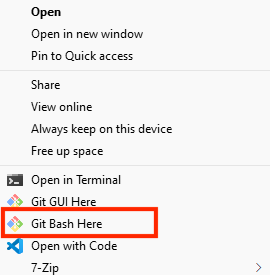 Open
Open in new window
Pin to Quick access
Share
View online
Always keep on this device
Free up space
Open in Terminal
Git GUI Here
Git Bash Here
Open with Code
7-Zip